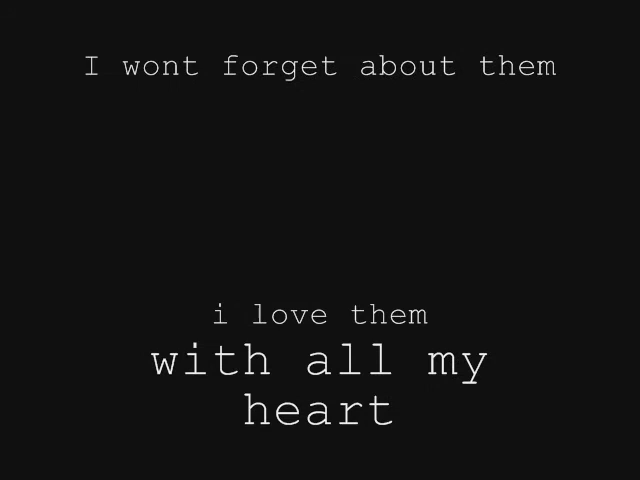 I wont forget about them
i love them
with all my
heart